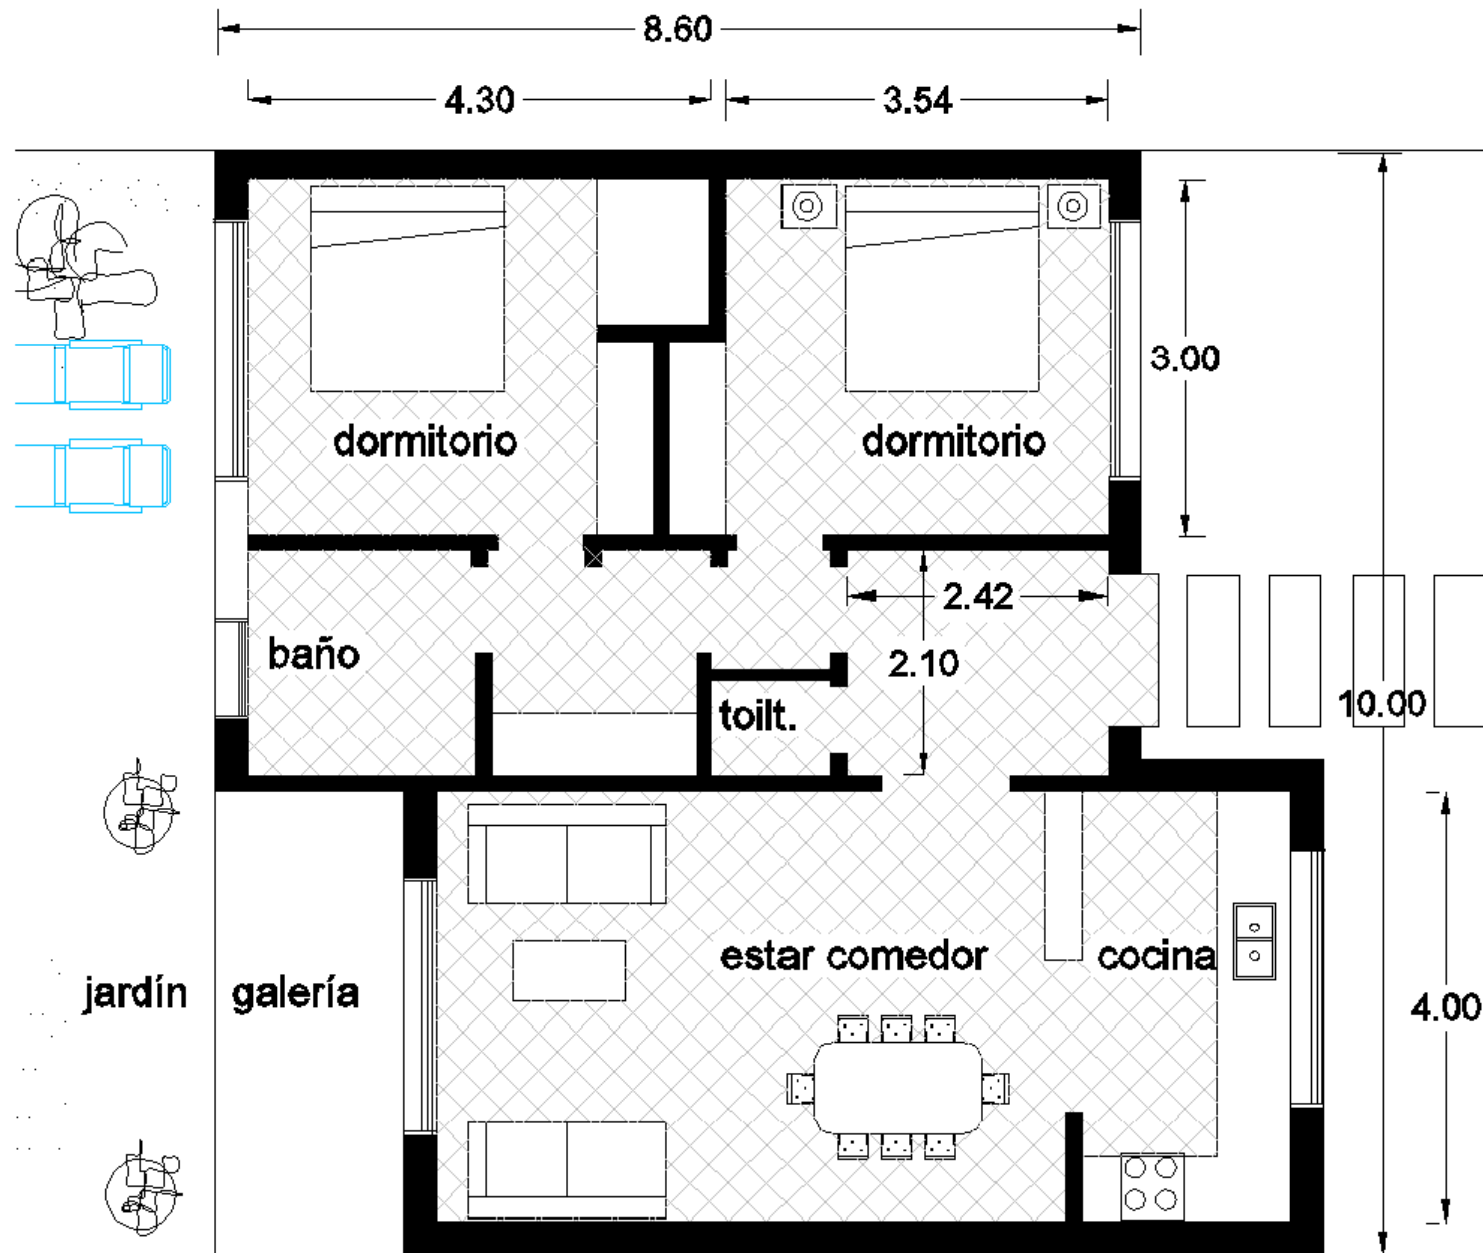 8.60
4.30
3.54
3.00
dormitorio
dormitorio
2.42
baño
2.10
toilt.
10.00
estar comedor
cocina
jardín
galería
4.00